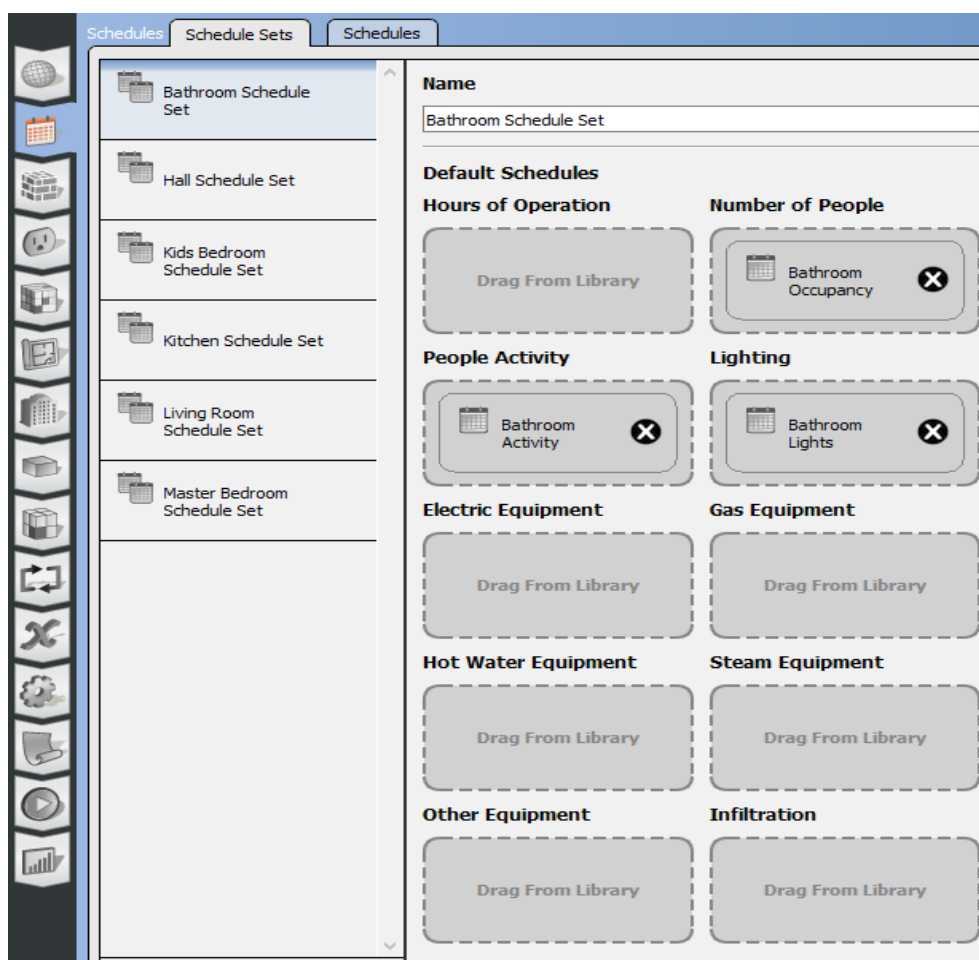 Schedules
Schedule Sets
Schedules
Bathroom Schedule
Set
Hall Schedule Set
Kids Bedroom
Schedule Set
Kitchen Schedule Set
Living Room
Schedule Set
Master Bedroom
Schedule Set
Name
Bathroom Schedule Set
Default Schedules
Hours of Operation
Number of People
Drag From Library
Bathroom
Occupancy
People Activity
Lighting
Bathroom
Activity
Bathroom
Lights
Electric Equipment
Gas Equipment
Drag From Library
Drag From Library
Hot Water Equipment
Steam Equipment
Drag From Library
Drag From Library
Other Equipment
Infiltration
Drag From Library
Drag From Library